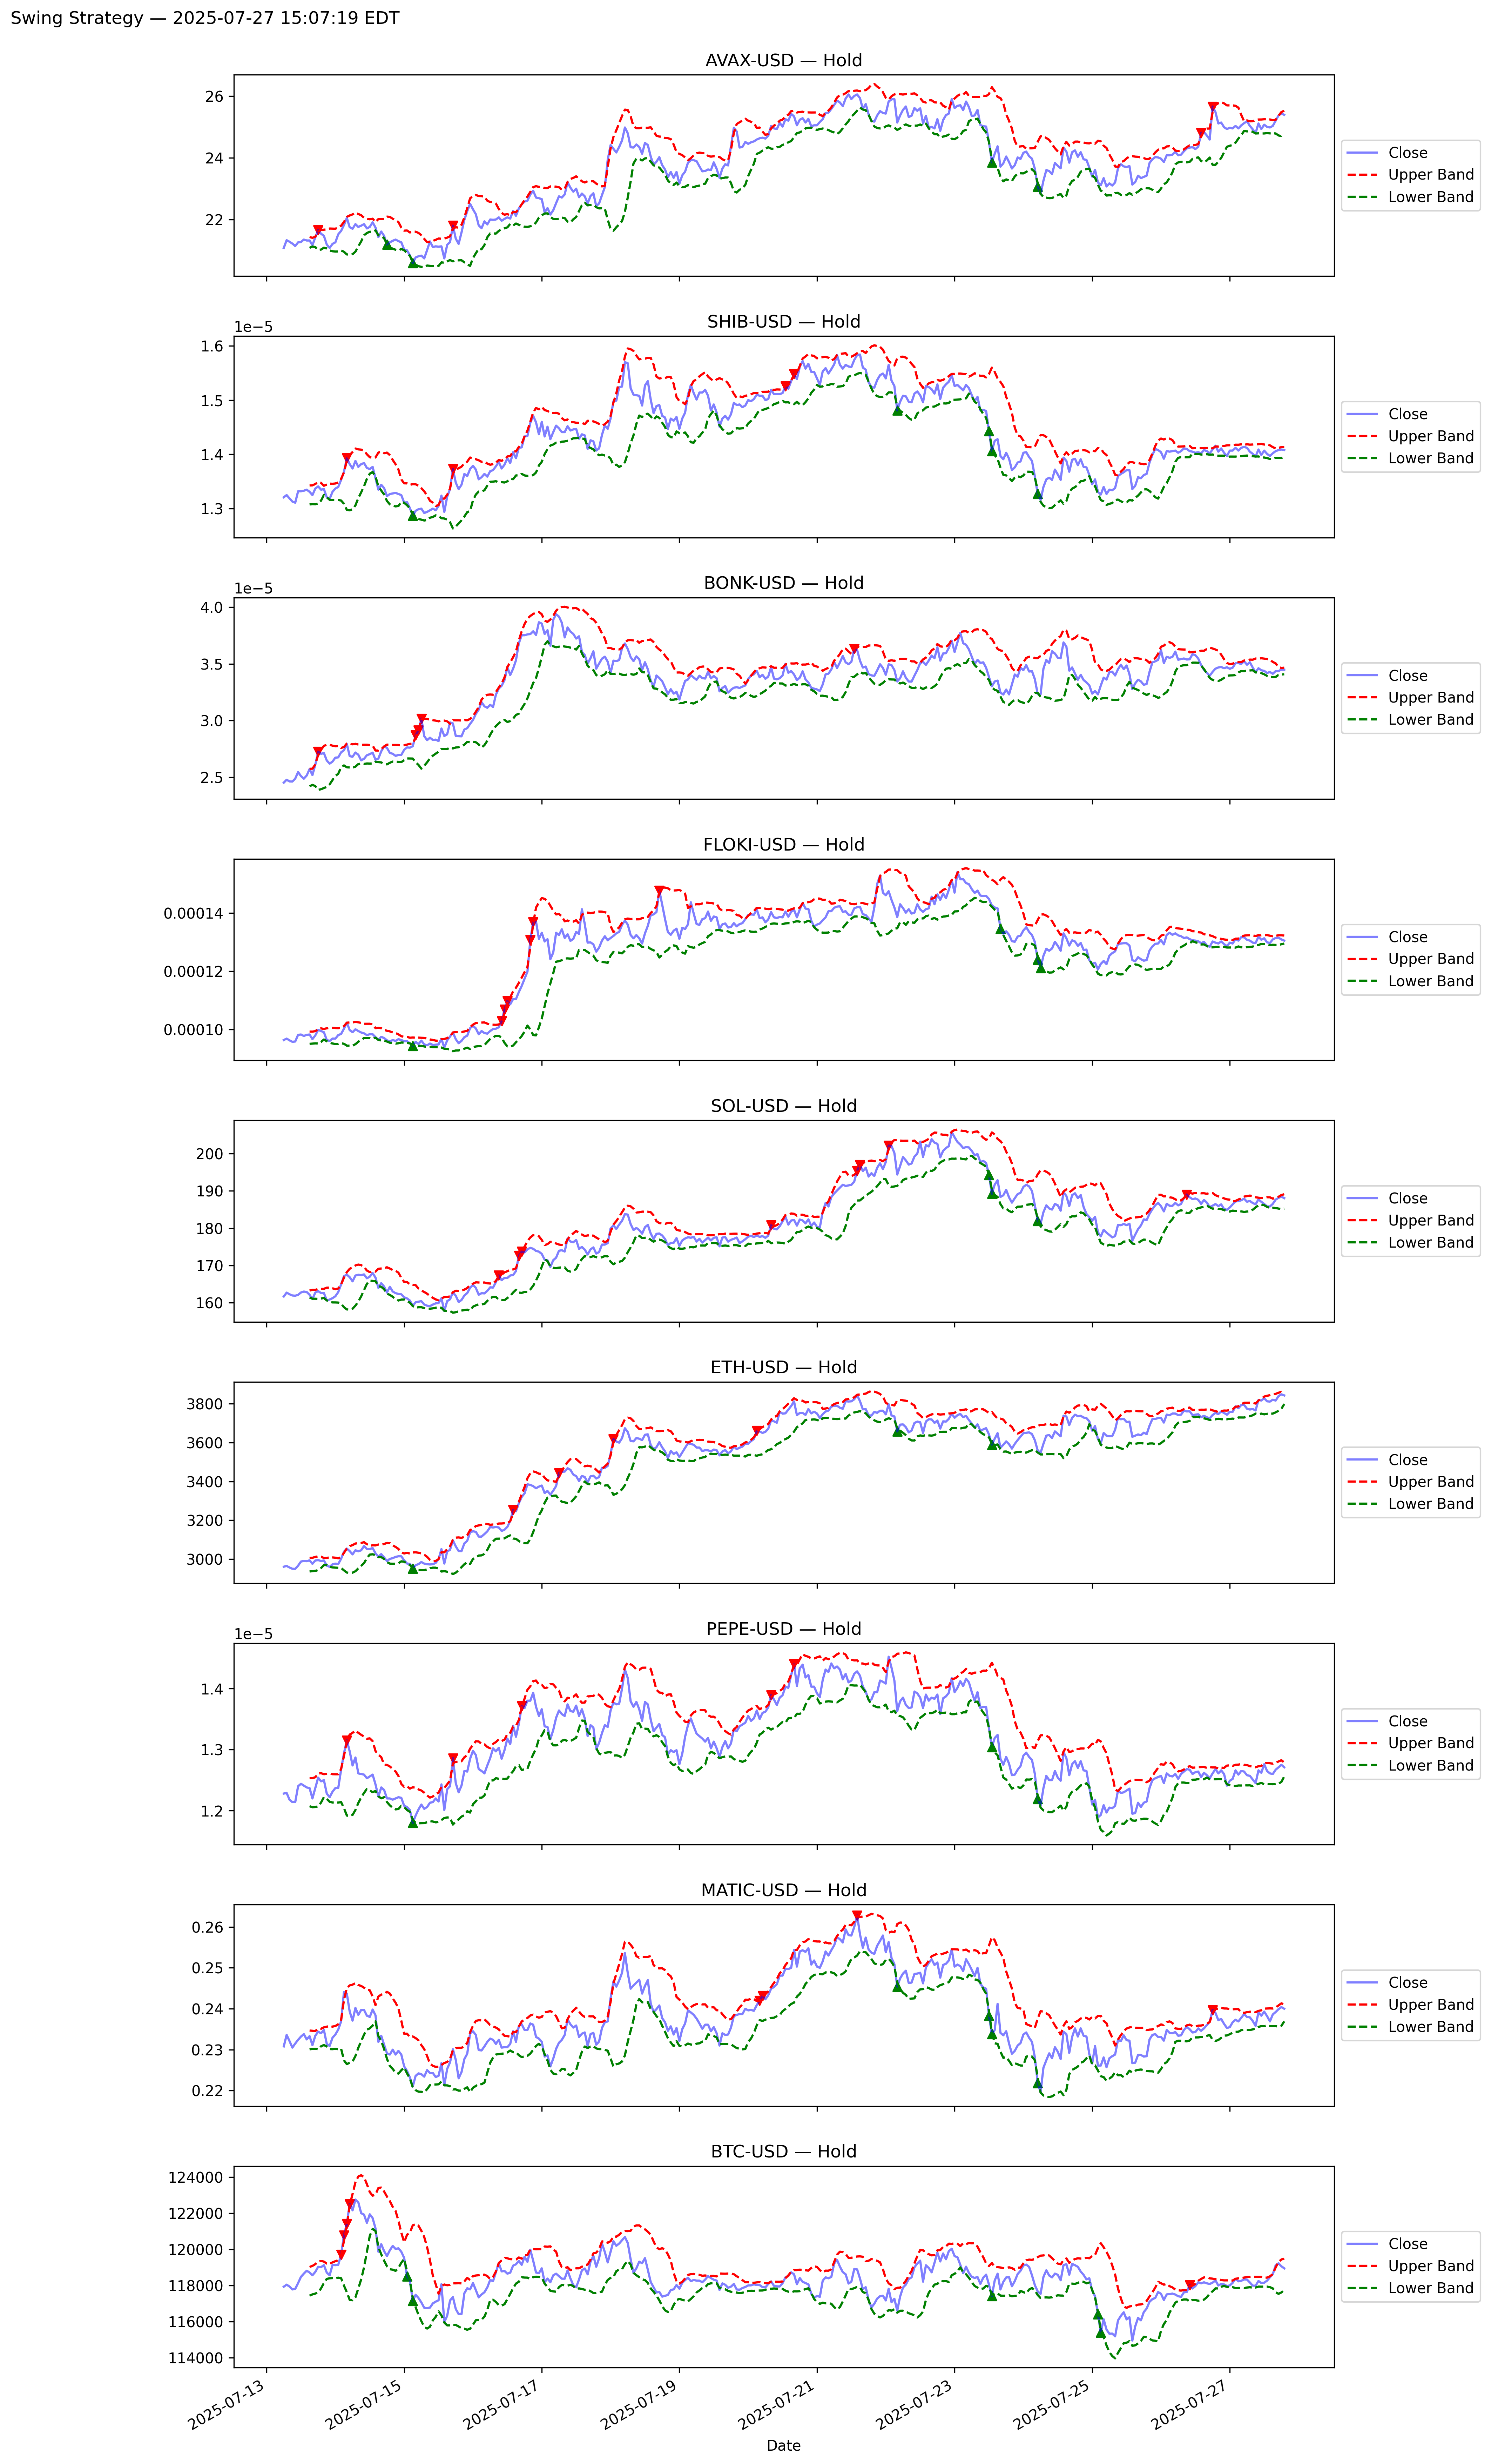 Swing Strategy — 2025-07-27 15:07:19 EDT
AVAX-USD — Hold
26
24
22
Close
Upper Band
Lower Band
SHIB-USD — Hold
1e−5
1.6
1.5
1.4
1.3
Close
Upper Band
Lower Band
BONK-USD — Hold
1e−5
4.0
3.5
3.0
2.5
Close
Upper Band
Lower Band
FLOKI-USD — Hold
0.00014
0.00012
0.00010
Close
Upper Band
Lower Band
SOL-USD — Hold
200
190
180
170
160
Close
Upper Band
Lower Band
ETH-USD — Hold
3800
3600
3400
3200
3000
Close
Upper Band
Lower Band
PEPE-USD — Hold
1e−5
1.4
1.3
1.2
Close
Upper Band
Lower Band
MATIC-USD — Hold
0.26
0.25
0.24
0.23
0.22
Close
Upper Band
Lower Band
BTC-USD — Hold
124000
122000
120000
118000
116000
114000
Close
Upper Band
Lower Band
2025-07-13
2025-07-15
2025-07-17
2025-07-19
2025-07-21
2025-07-23
2025-07-25
2025-07-27
Date